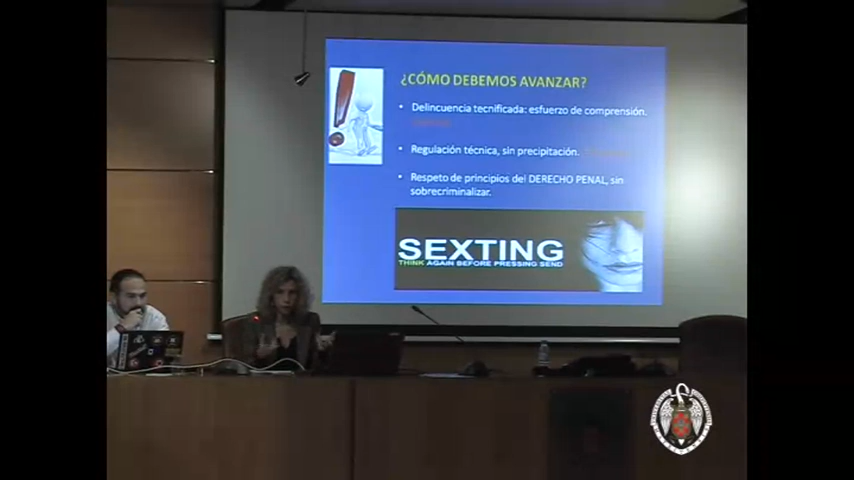 ¿CÓMO DEBEMOS AVANZAR?
• Delincuencia tecnificada: esfuerzo de comprensión.
• Regulación técnica, sin precipitación.
• Respeto de principios del DERECHO PENAL, sin
sobrecriminalizar.
SEXTING
THINK AGAIN BEFORE PRESSING SEND